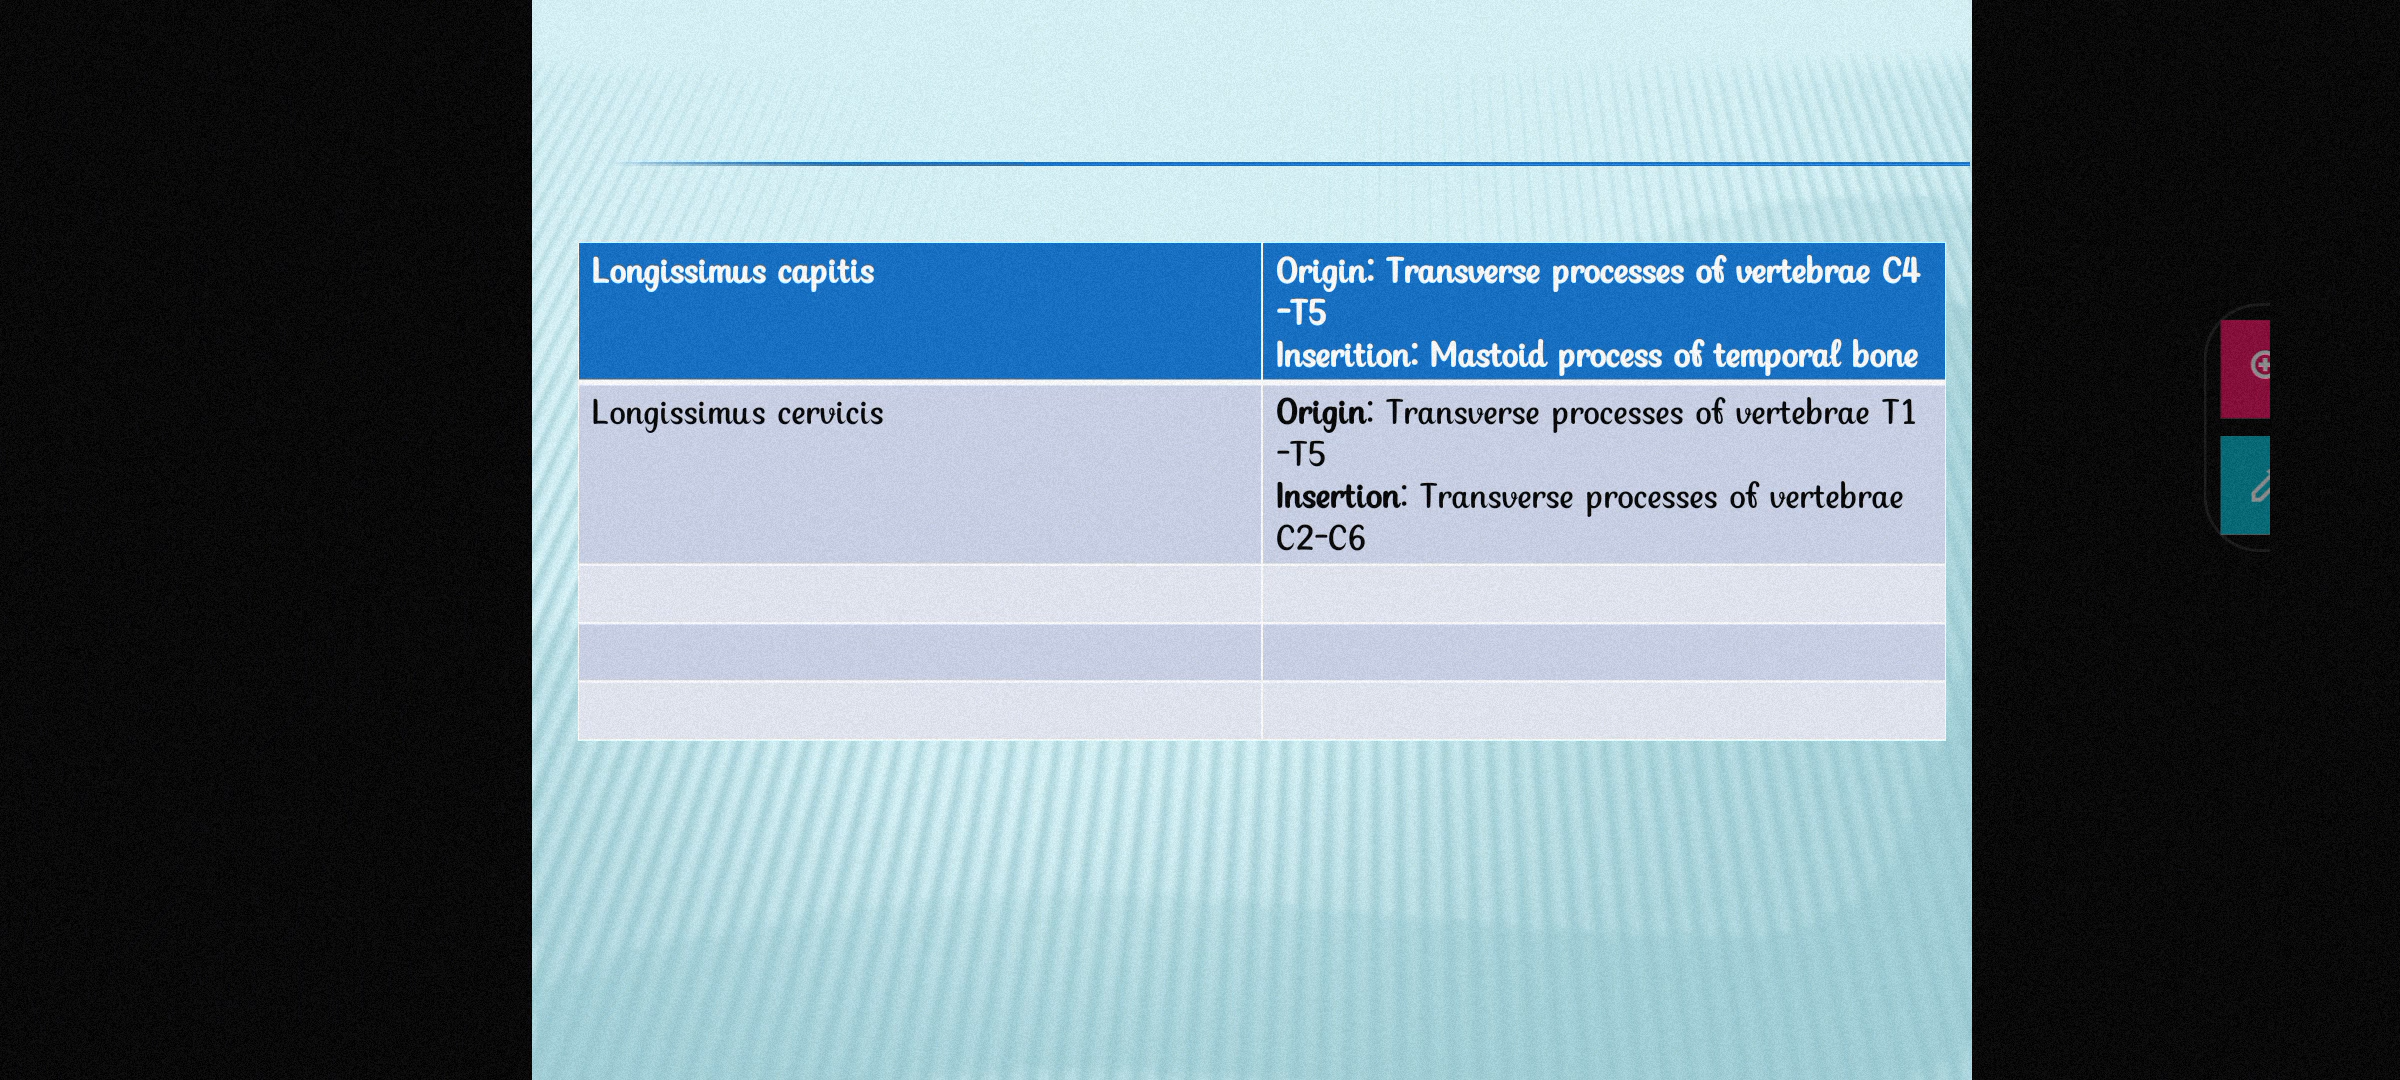 Longissimus capitis
Origin: Transverse processes of vertebrae C4
-T5
Inserition: Mastoid process of temporal bone
Longissimus cervicis
Origin: Transverse processes of vertebrae T1
-T5
Insertion: Transverse processes of vertebrae
C2-C6